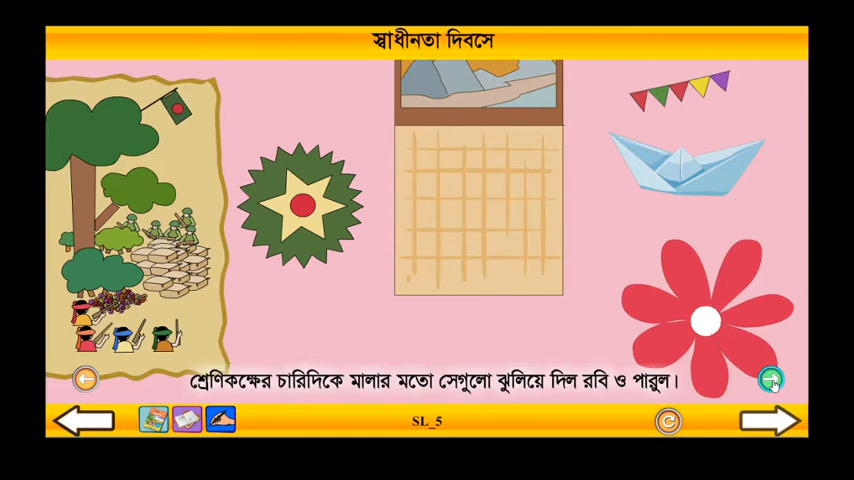 স্বাধীনতা দিবসে
শ্রেণিকক্ষের চারিদিকে মালার মতো সেগুলো ঝুলিয়ে দিল রবি ও পারুল।
SL_5